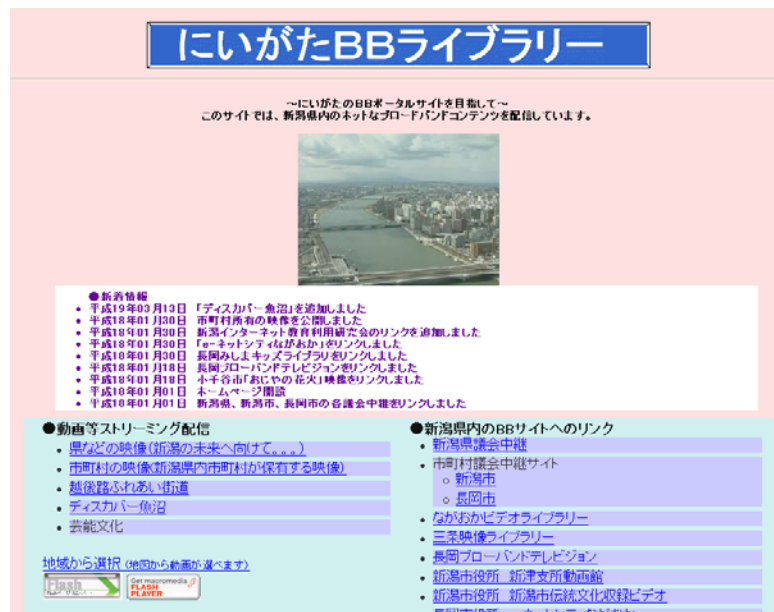 にいがたBBライブラリー
～にいがたのBBポータルサイトを目指して～
このサイトでは、新潟県内のネットなブロードバンドコンテンツを配信しています。
●新着情報
• 平成19年03月13日 「ディスカバー魚沼」を追加しました
• 平成18年01月30日 市町村所有の映像を公開しました
• 平成18年01月30日 新潟インターネット教育利用研究会のリンクを追加しました
• 平成18年01月30日 「e-ネットシティながおか」をリンクしました
• 平成18年01月30日 長岡みしまキッズライブラリをリンクしました
• 平成18年01月18日 長岡ブローバンドテレビジョンをリンクしました
• 平成18年01月18日 小千谷市「おじやの花火」映像をリンクしました
• 平成18年01月01日 ホームページ開設
• 平成18年01月01日 新潟県、新潟市、長岡市の各議会中継をリンクしました
●動画等ストリーミング配信
• 県などの映像(新潟の未来へ向けて。。。)
• 市町村の映像(新潟県内市町村が保有する映像)
• 越後路ふれあい街道
• ディスカバー魚沼
• 芸能文化
地域から選択 (地図から動画が選べます)
Flash
Get macromedia
FLASH
PLAYER
●新潟県内のBBサイトへのリンク
• 新潟県議会中継
• 市町村議会中継サイト
○ 新潟市
○ 長岡市
• ながおかビデオライブラリー
• 三条映像ライブラリー
• 長岡ブローバンドテレビジョン
• 新潟市役所 新津支所動画館
• 新潟市役所 新潟市伝統文化収録ビデオ